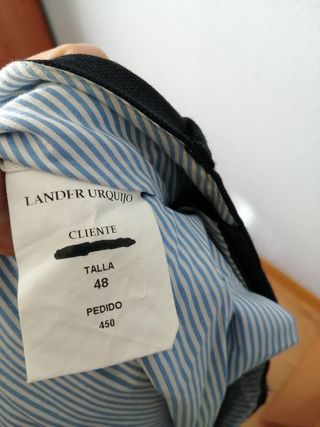 LANDER URQUIJO
CLIENTE
TALLA
48
PEDIDO
450